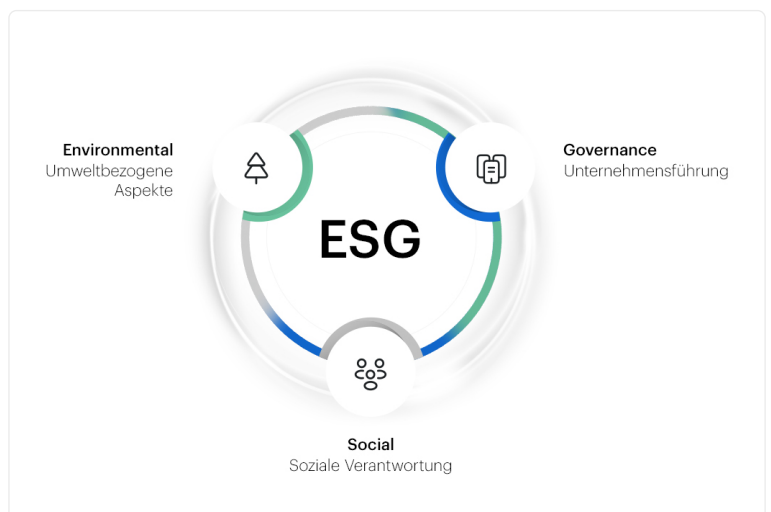 Environmental
Umweltbezogene
Aspekte
Governance
Unternehmensführung
ESG
Social
Soziale Verantwortung